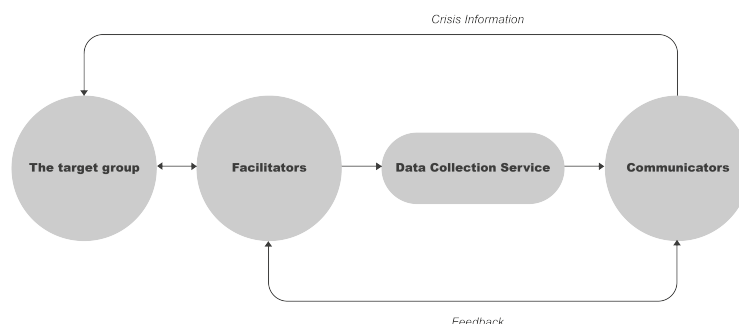 Crisis Information
The target group
Facilitators
Data Collection Service
Communicators
Feedback